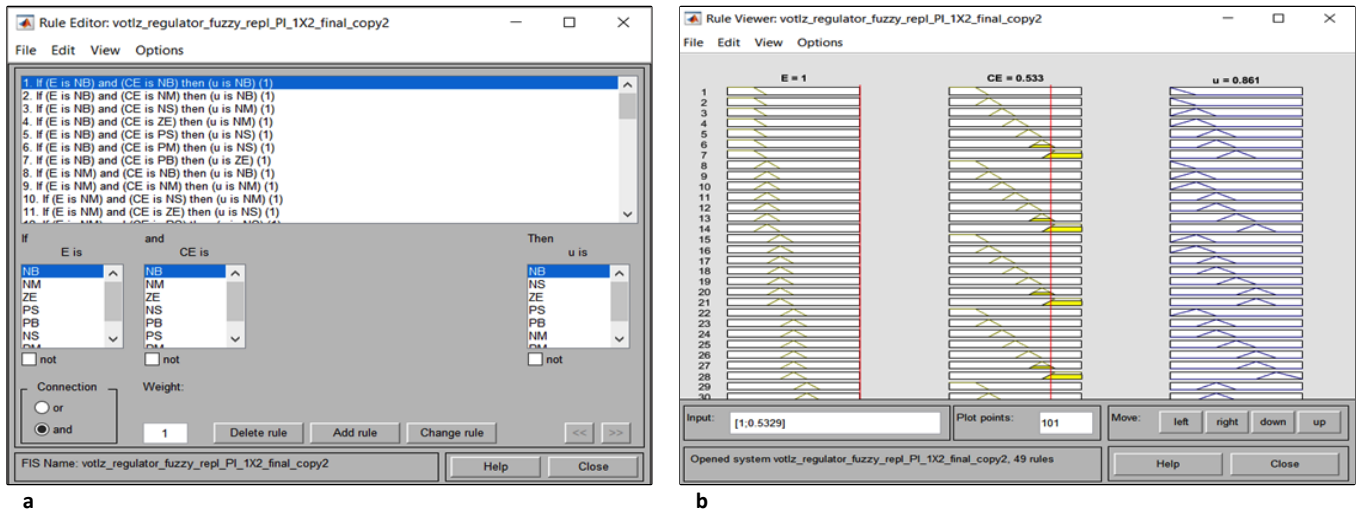 Rule Editor: votlz_regulator_fuzzy_repl_PI_1X2_final_copy2
File Edit View Options
1. If (E is NB) and (CE is NB) then (u is NB) (1)
2. If (E is NB) and (CE is NM) then (u is NB) (1)
3. If (E is NB) and (CE is NS) then (u is NM) (1)
4. If (E is NB) and (CE is ZE) then (u is NM) (1)
5. If (E is NB) and (CE is PS) then (u is NS) (1)
6. If (E is NB) and (CE is PM) then (u is NS) (1)
7. If (E is NB) and (CE is PB) then (u is ZE) (1)
8. If (E is NM) and (CE is NB) then (u is NB) (1)
9. If (E is NM) and (CE is NM) then (u is NM) (1)
10. If (E is NM) and (CE is NS) then (u is NM) (1)
11. If (E is NM) and (CE is ZE) then (u is NS) (1)
If and Then
E is CE is u is
NB NB NB
NM NM NS
ZE ZE ZE
PS NS PS
PB PB PB
NS PS NM
not not not
Connection Weight:
or
and 1 Delete rule Add rule Change rule << >>
FIS Name: votlz_regulator_fuzzy_repl_PI_1X2_final_copy2 Help Close
a
Rule Viewer: votlz_regulator_fuzzy_repl_PI_1X2_final_copy2
File Edit View Options
E = 1 CE = 0.533 u = 0.861
1
2
3
4
5
6
7
8
9
10
11
12
13
14
15
16
17
18
19
20
21
22
23
24
25
26
27
28
29
30
Input: [1;0.5329] Plot points: 101 Move: left right down up
Opened system votlz_regulator_fuzzy_repl_PI_1X2_final_copy2, 49 rules Help Close
b